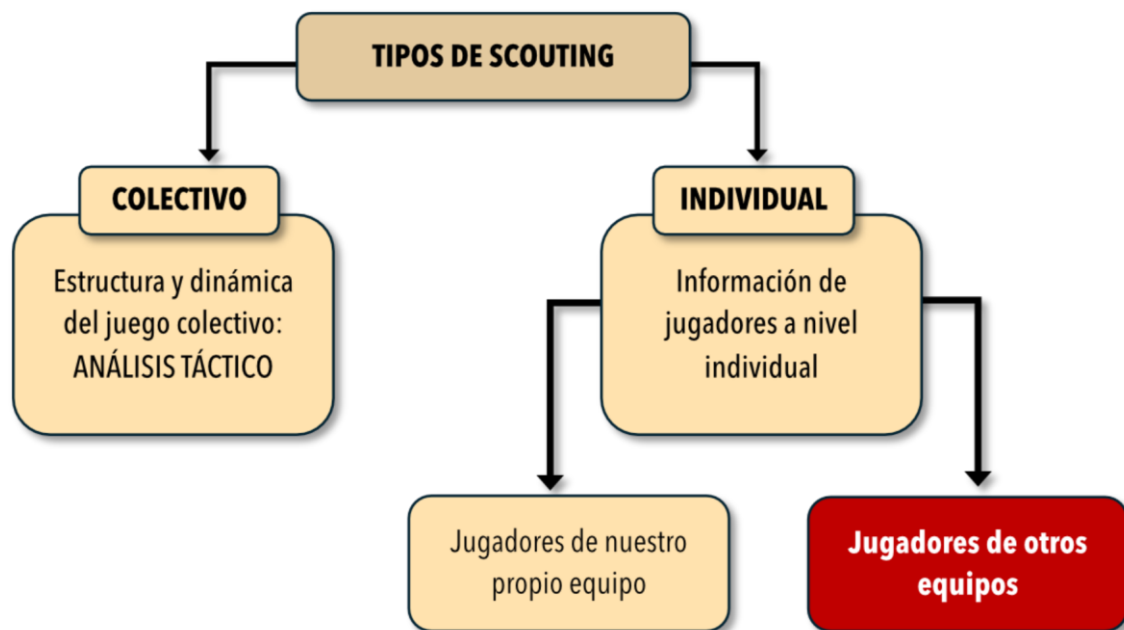 TIPOS DE SCOUTING
COLECTIVO
Estructura y dinámica
del juego colectivo:
ANÁLISIS TÁCTICO
INDIVIDUAL
Información de
jugadores a nivel
individual
Jugadores de nuestro
propio equipo
Jugadores de otros
equipos